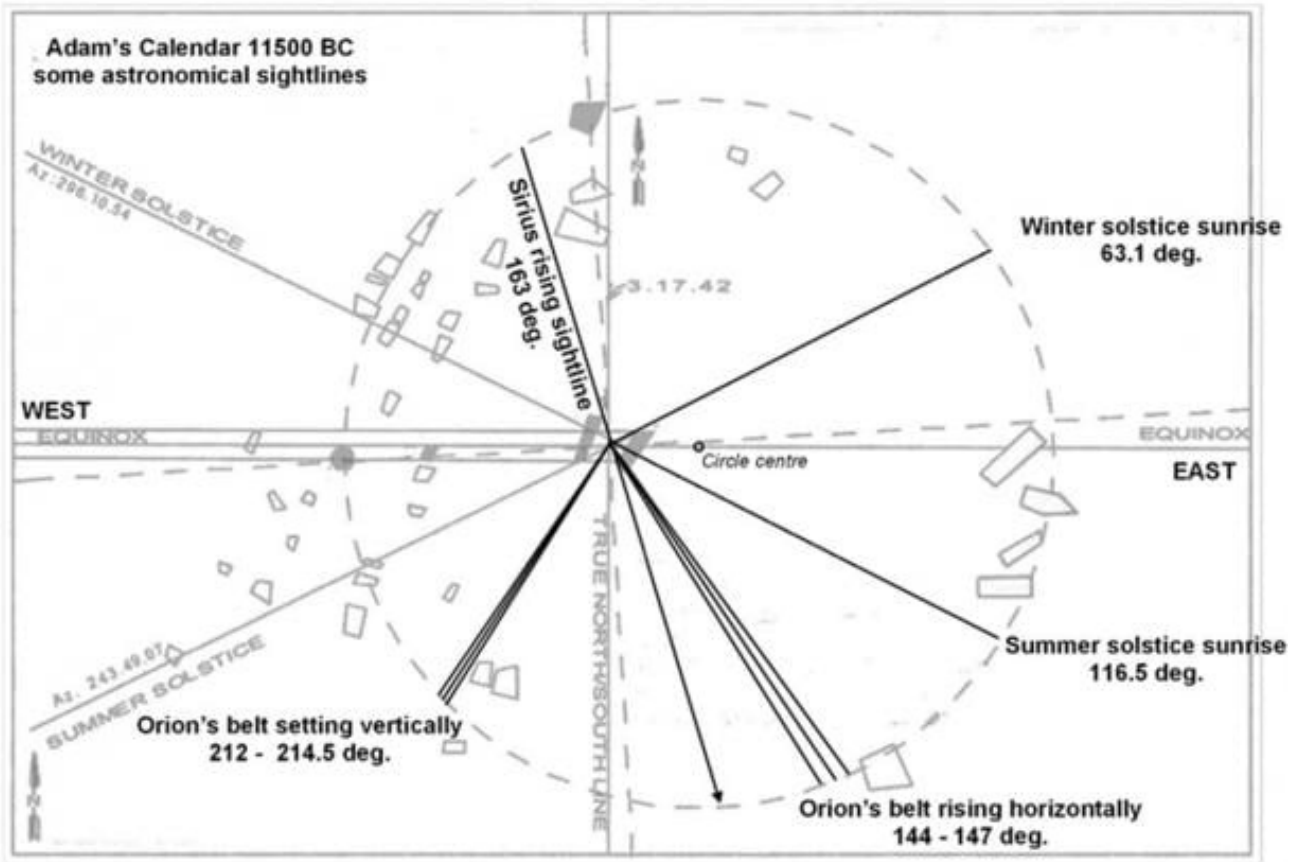 Adam's Calendar 11500 BC
some astronomical sightlines
WINTER SOLSTICE
Az:296.10.54
N
Sirius rising sightline
163 deg.
3.17.42
Winter solstice sunrise
63.1 deg.
WEST
EQUINOX
Circle centre
EQUINOX
EAST
TRUE NORTH/SOUTH LINE
Az. 243.49.07
SUMMER SOLSTICE
Summer solstice sunrise
116.5 deg.
Orion's belt setting vertically
212 - 214.5 deg.
N
Orion's belt rising horizontally
144 - 147 deg.